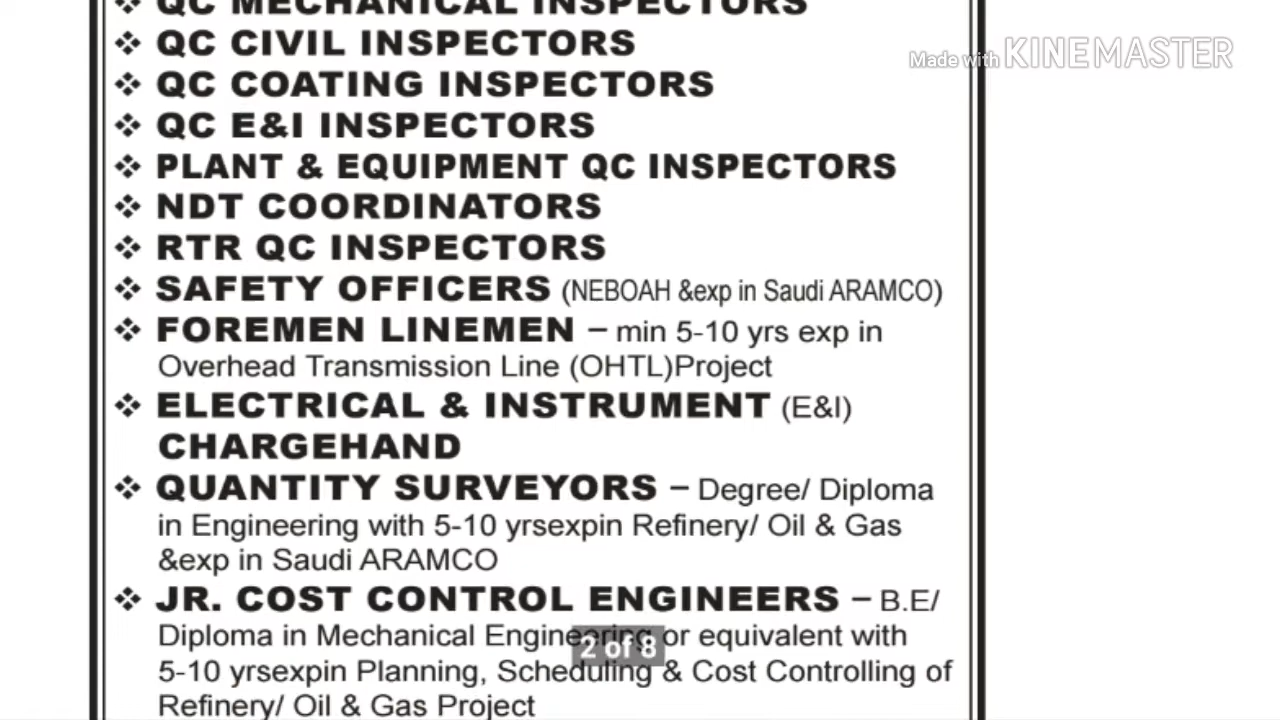 ❖ QC MECHANICAL INSPECTORS
❖ QC CIVIL INSPECTORS
Made with KINEMASTER
❖ QC COATING INSPECTORS
❖ QC E&I INSPECTORS
❖ PLANT & EQUIPMENT QC INSPECTORS
❖ NDT COORDINATORS
❖ RTR QC INSPECTORS
❖ SAFETY OFFICERS (NEBOAH &exp in Saudi ARAMCO)
❖ FOREMEN LINEMEN – min 5-10 yrs exp in
Overhead Transmission Line (OHTL)Project
❖ ELECTRICAL & INSTRUMENT (E&I)
CHARGEHAND
❖ QUANTITY SURVEYORS – Degree/ Diploma
in Engineering with 5-10 yrsexpin Refinery/ Oil & Gas
&exp in Saudi ARAMCO
❖ JR. COST CONTROL ENGINEERS – B.E/
Diploma in Mechanical Engineering or equivalent with
2 of 8
5-10 yrsexpin Planning, Scheduling & Cost Controlling of
Refinery/ Oil & Gas Project